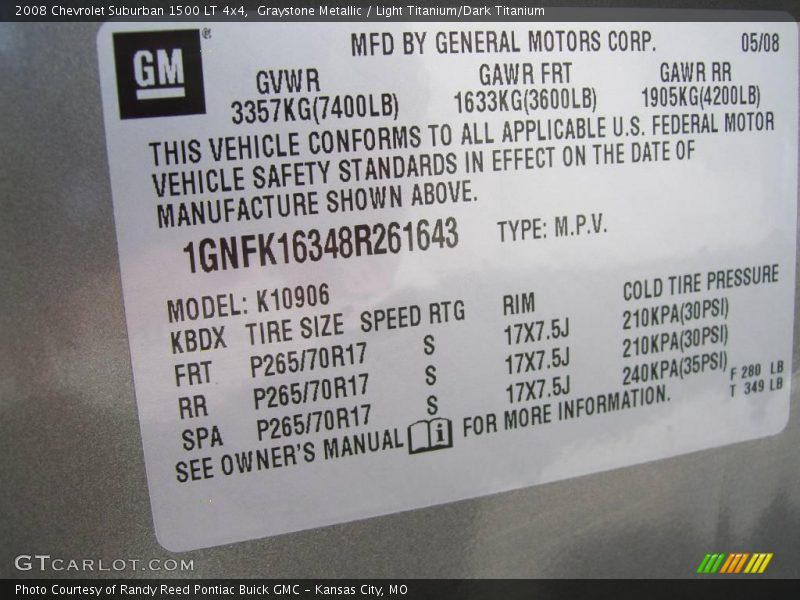 2008 Chevrolet Suburban 1500 LT 4x4,  Graystone Metallic / Light Titanium/Dark Titanium
GM®
MFD BY GENERAL MOTORS CORP. 05/08
GVWR GAWR FRT GAWR RR
3357KG(7400LB) 1633KG(3600LB) 1905KG(4200LB)
THIS VEHICLE CONFORMS TO ALL APPLICABLE U.S. FEDERAL MOTOR
VEHICLE SAFETY STANDARDS IN EFFECT ON THE DATE OF
MANUFACTURE SHOWN ABOVE.
1GNFK16348R261643 TYPE: M.P.V.
MODEL: K10906
KBDX TIRE SIZE SPEED RTG RIM COLD TIRE PRESSURE
FRT P265/70R17 S 17X7.5J 210KPA(30PSI)
RR P265/70R17 S 17X7.5J 210KPA(30PSI)
SPA P265/70R17 S 17X7.5J 240KPA(35PSI)
F 280 LB
T 349 LB
SEE OWNER'S MANUAL i FOR MORE INFORMATION.
GTCARLOT.COM
Photo Courtesy of Randy Reed Pontiac Buick GMC - Kansas City, MO